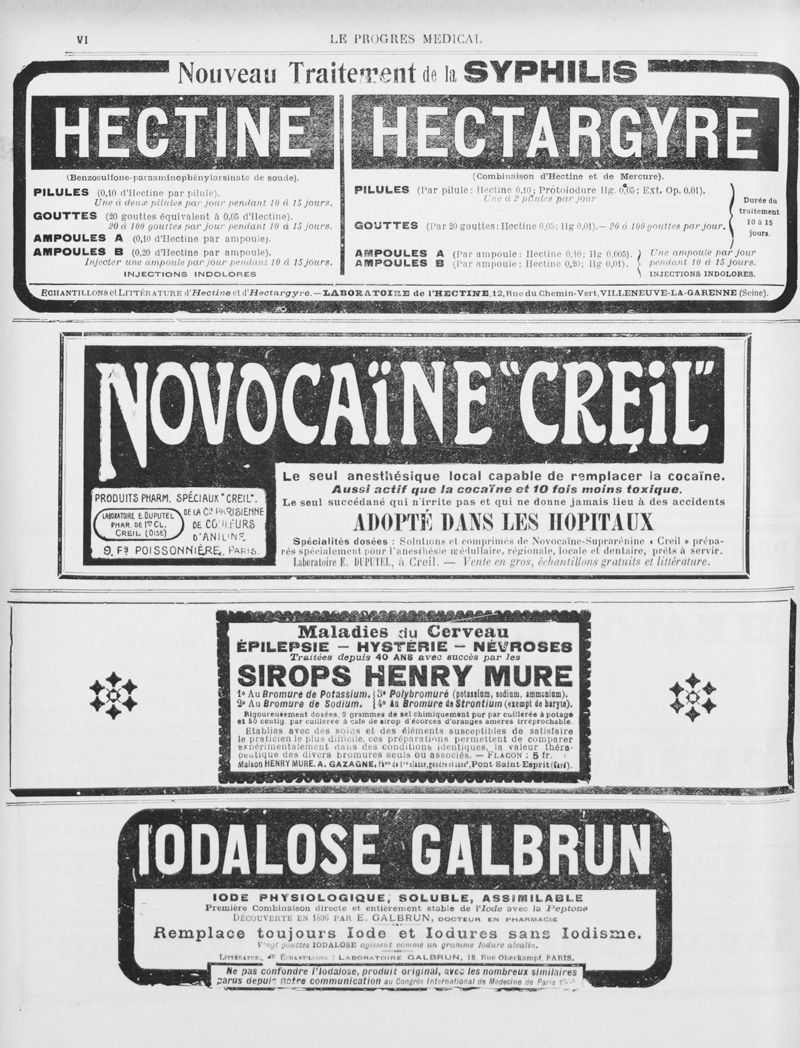 VI
LE PROGRES MEDICAL
Nouveau Traitement de la SYPHILIS
HECTINE
(Benzosulfone-paraaminophénylarsinate de soude).
PILULES (0,10 d'Hectine par pilule).
Une à deux pilules par jour pendant 10 à 15 jours.
GOUTTES (20 gouttes équivalent à 0,05 d'Hectine).
20 à 100 gouttes par jour pendant 10 à 15 jours.
AMPOULES A (0,10 d'Hectine par ampoule).
AMPOULES B (0,20 d'Hectine par ampoule).
Injecter une ampoule par jour pendant 10 à 15 jours.
INJECTIONS INDOLORES
HECTARGYRE
(Combinaison d'Hectine et de Mercure).
PILULES (Par pilule : Hectine 0,10; Protoiodure Hg. 0,05; Ext. Op. 0,01).
Une à 2 pilules par jour
GOUTTES (Par 20 gouttes: Hectine 0,05; Hg 0,01).– 20 à 100 gouttes par jour.
Durée du
traitement
10 à 15
jours.
AMPOULES A (Par ampoule: Hectine 0,10; Hg 0,005).
AMPOULES B (Par ampoule: Hectine 0,20; Hg 0,01).
Une ampoule par jour
pendant 10 à 15 jours.
INJECTIONS INDOLORES.
ECHANTILLONS et LITTÉRATURE d'Hectine et d'Hectargyre.—LABORATOIRE de l'HECTINE, 12, Rue du Chemin-Vert, VILLENEUVE-LA-GARENNE (Seine).
NOVOCAÏNE "CREiL"
PRODUITS PHARM. SPÉCIAUX "CREIL".
LABORATOIRE E. DUPUTEL
PHAR. DE 1re CL.
CREIL (OISE)
DE LA Cie PARISIENNE
DE COULEURS
D'ANILINE
9, Fg POISSONNIÈRE, PARIS.
Le seul anesthésique local capable de remplacer la cocaïne.
Aussi actif que la cocaïne et 10 fois moins toxique.
Le seul succédané qui n'irrite pas et qui ne donne jamais lieu à des accidents
ADOPTÉ DANS LES HOPITAUX
Spécialités dosées : Solutions et comprimés de Novocaïne-Suprarénine « Creil » prépa-
rés spécialement pour l'anesthésie médullaire, régionale, locale et dentaire, prêts à servir.
Laboratoire E. DUPUTEL, à Creil. — Vente en gros, échantillons gratuits et littérature.
Maladies du Cerveau
ÉPILEPSIE — HYSTÉRIE — NÉVROSES
Traitées depuis 40 ANS avec succès par les
SIROPS HENRY MURE
1º Au Bromure de Potassium.
2º Au Bromure de Sodium.
3º Polybromuré (potassium, sodium, ammonium).
4º Au Bromure de Strontium (exempt de baryte).
Rigoureusement dosées, 2 grammes de sel chimiquement pur par cuillerée à potage
et 50 centig. par cuillerée à café de sirop d'écorces d'oranges amères irréprochable.
Etablies avec des soins et des éléments susceptibles de satisfaire
le praticien le plus difficile, ces préparations permettent de comparer
expérimentalement dans des conditions identiques, la valeur théra-
peutique des divers bromures seuls ou associés. — FLACON : 5 fr.
Maison HENRY MURE. A. GAZAGNE, Phen de 1re classe, gendre et succr, Pont Saint-Esprit (Gard).
IODALOSE GALBRUN
IODE PHYSIOLOGIQUE, SOLUBLE, ASSIMILABLE
Première Combinaison directe et entièrement stable de l'Iode avec la Peptone
DÉCOUVERTE EN 1896 PAR E. GALBRUN, DOCTEUR EN PHARMACIE
Remplace toujours Iode et Iodures sans Iodisme.
Vingt gouttes IODALOSE agissent comme un gramme Iodure alcalin.
LITTÉRATURE ET ÉCHANTILLONS : LABORATOIRE GALBRUN, 18, Rue Oberkampf, PARIS.
Ne pas confondre l'Iodalose, produit original, avec les nombreux similaires
parus depuis notre communication au Congrès International de Médecine de Paris